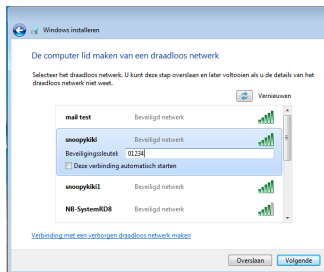 Windows installeren
De computer lid maken van een draadloos netwerk
Selecteer het draadloos netwerk. U kunt deze stap overslaan en later voltooien als u de details van het
draadloos netwerk niet weet.
Vernieuwen
mail test Beveiligd netwerk
snoopykiki Beveiligd netwerk
Beveiligingssleutel: 01234
Deze verbinding automatisch starten
snoopykiki1 Beveiligd netwerk
NB-SystemRD8 Beveiligd netwerk
Verbinding met een verborgen draadloos netwerk maken
Overslaan Volgende